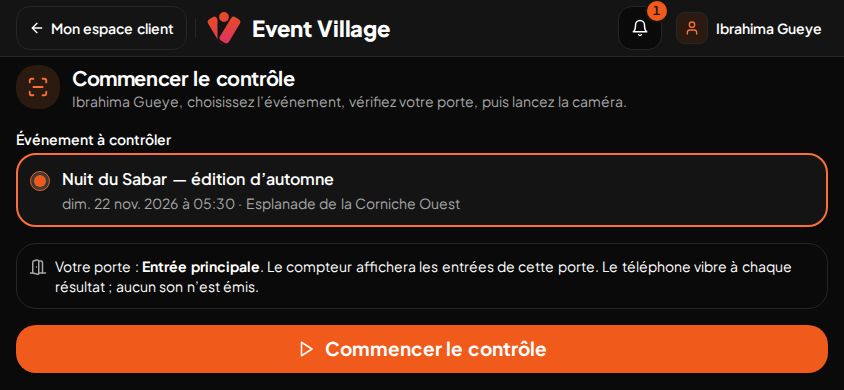 Mon espace client
Event Village
1
Ibrahima Gueye
Commencer le contrôle
Ibrahima Gueye, choisissez l’événement, vérifiez votre porte, puis lancez la caméra.
Événement à contrôler
Nuit du Sabar — édition d’automne
dim. 22 nov. 2026 à 05:30 · Esplanade de la Corniche Ouest
Votre porte : Entrée principale. Le compteur affichera les entrées de cette porte. Le téléphone vibre à chaque
résultat ; aucun son n’est émis.
Commencer le contrôle